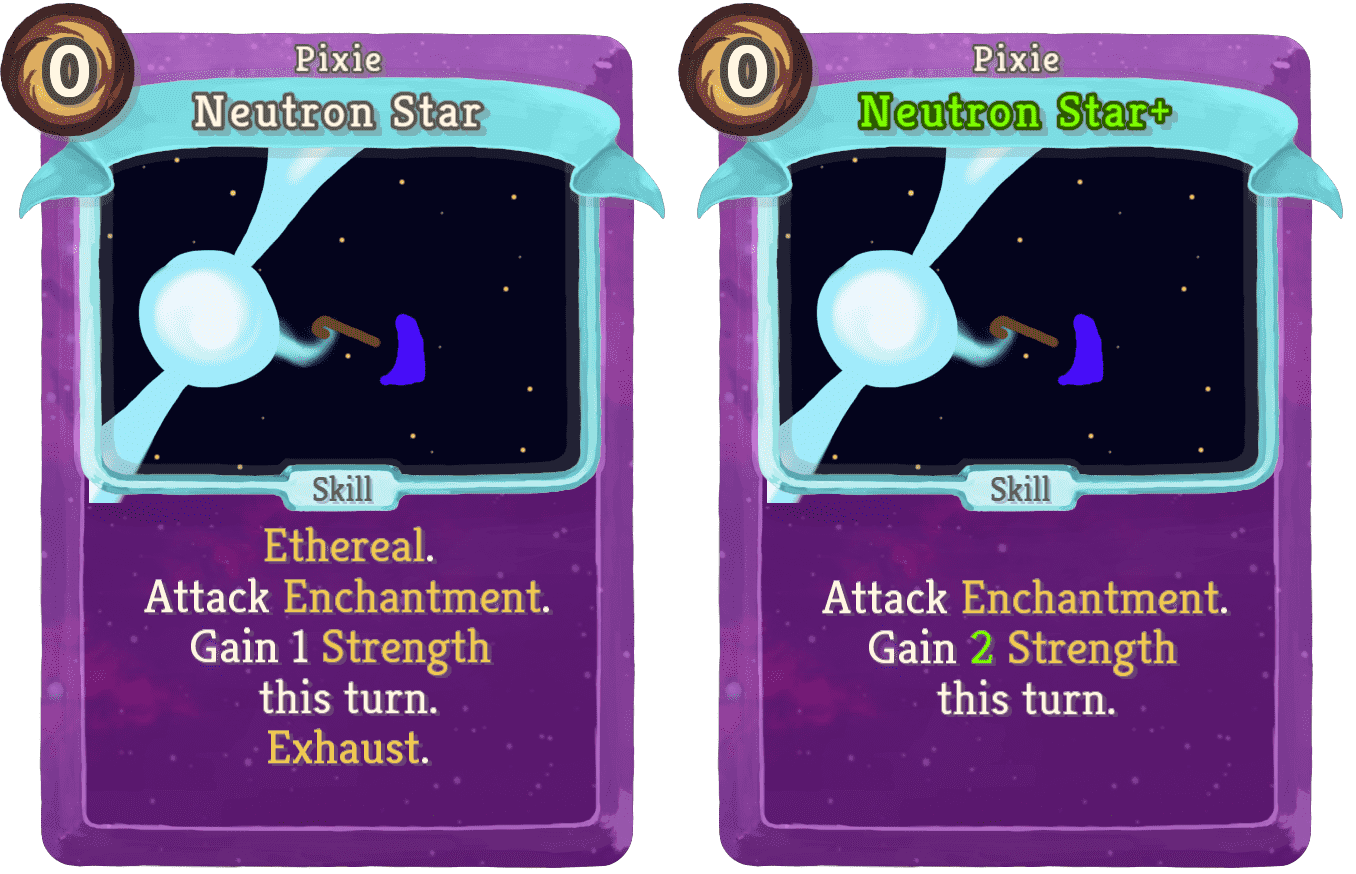 0
Pixie
Neutron Star
Skill
Ethereal.
Attack Enchantment.
Gain 1 Strength
this turn.
Exhaust.
0
Pixie
Neutron Star+
Skill
Attack Enchantment.
Gain 2 Strength
this turn.